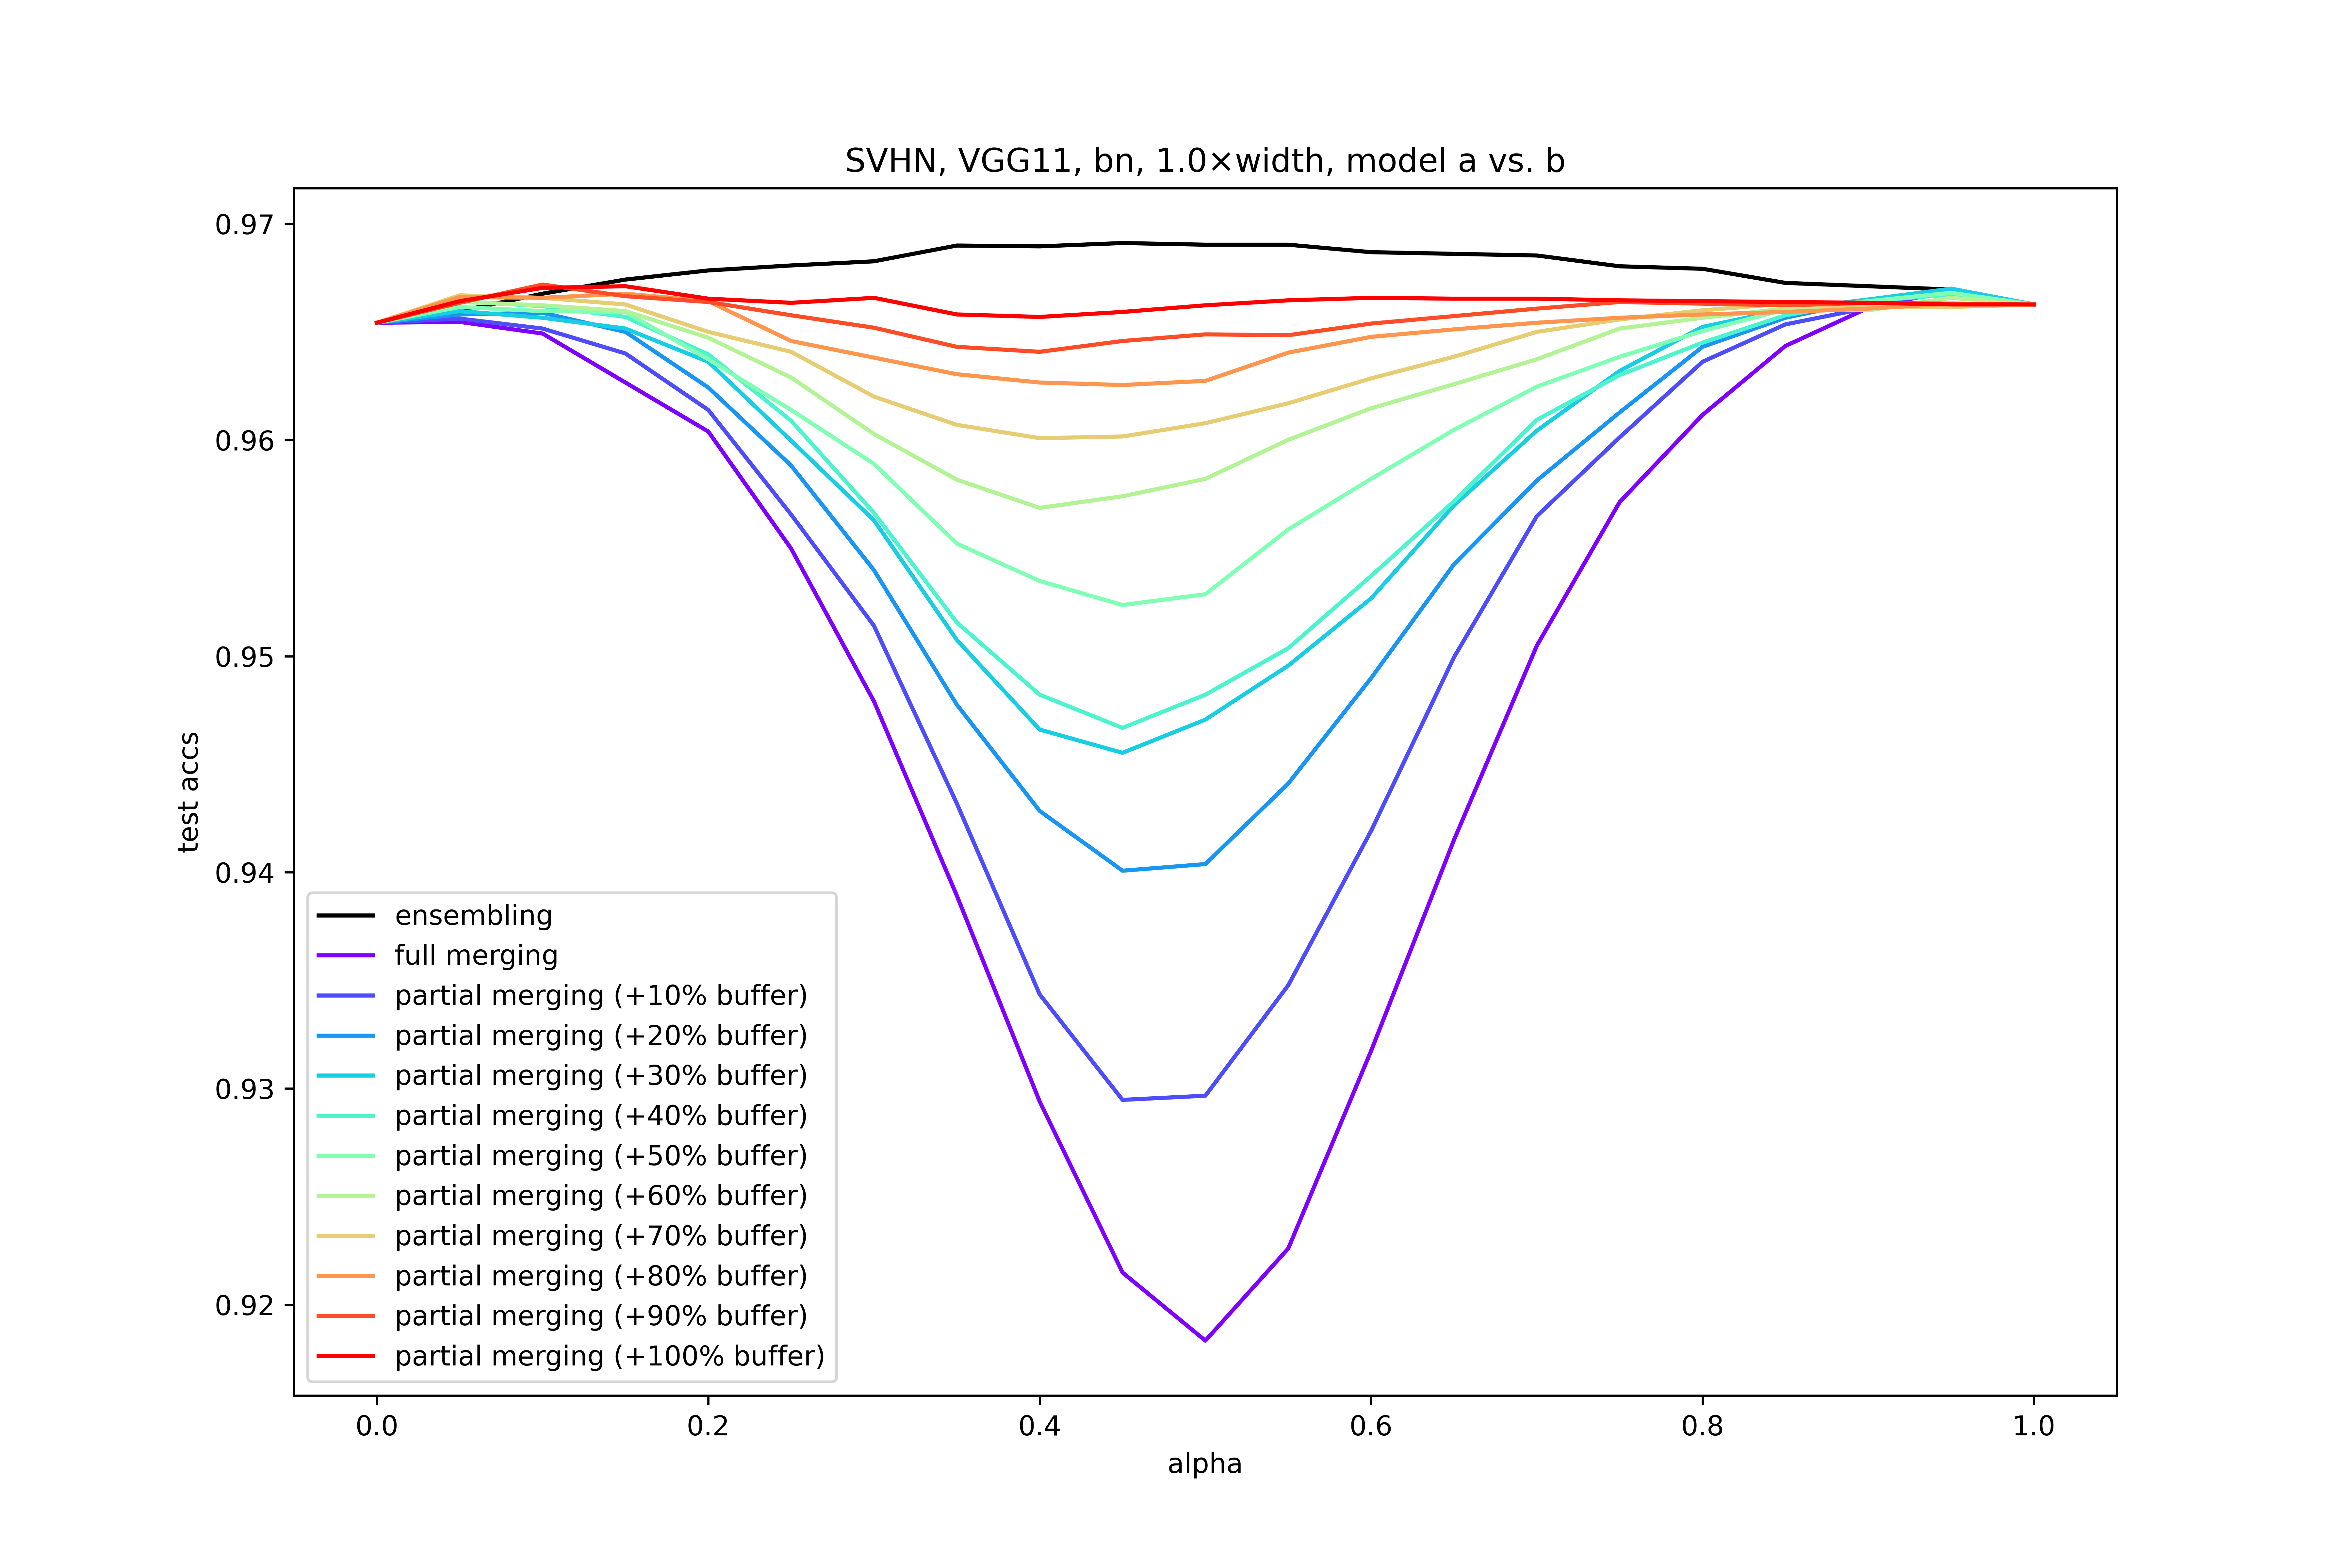 SVHN, VGG11, bn, 1.0×width, model a vs. b
0.97
0.96
0.95
0.94
0.93
0.92
test accs
ensembling
full merging
partial merging (+10% buffer)
partial merging (+20% buffer)
partial merging (+30% buffer)
partial merging (+40% buffer)
partial merging (+50% buffer)
partial merging (+60% buffer)
partial merging (+70% buffer)
partial merging (+80% buffer)
partial merging (+90% buffer)
partial merging (+100% buffer)
0.0 0.2 0.4 0.6 0.8 1.0
alpha